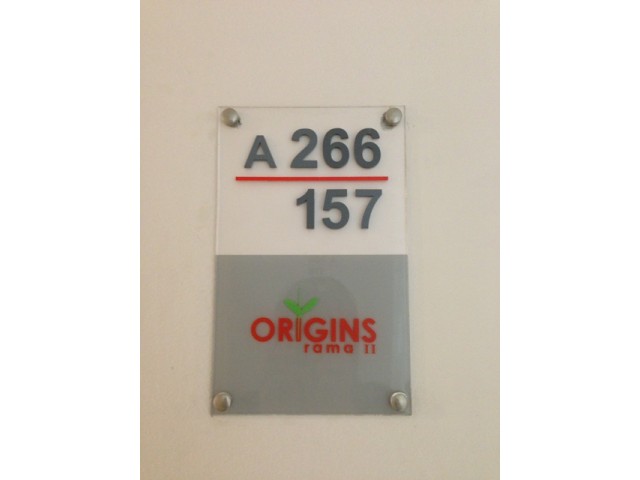 A 266
157
ORIGINS
rama II